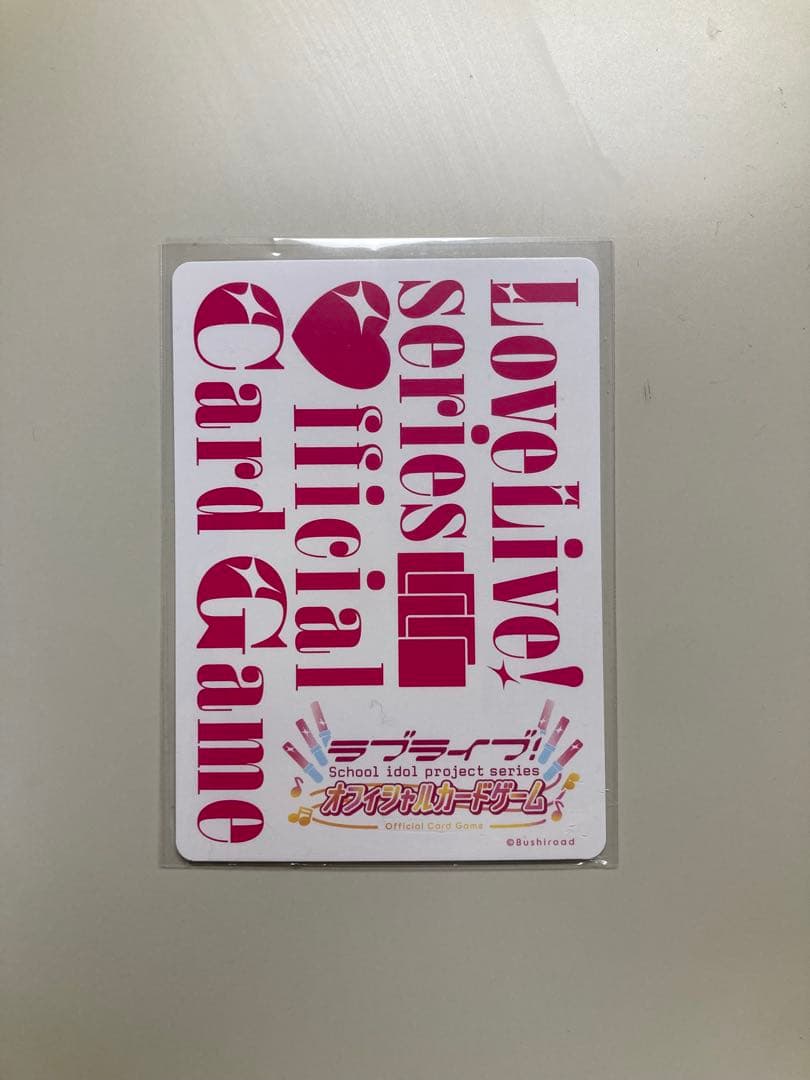 LoveLive!
series
♥fficial
Card Game
ラブライブ!
School idol project series
オフィシャルカードゲーム
Official Card Game
©Bushiroad